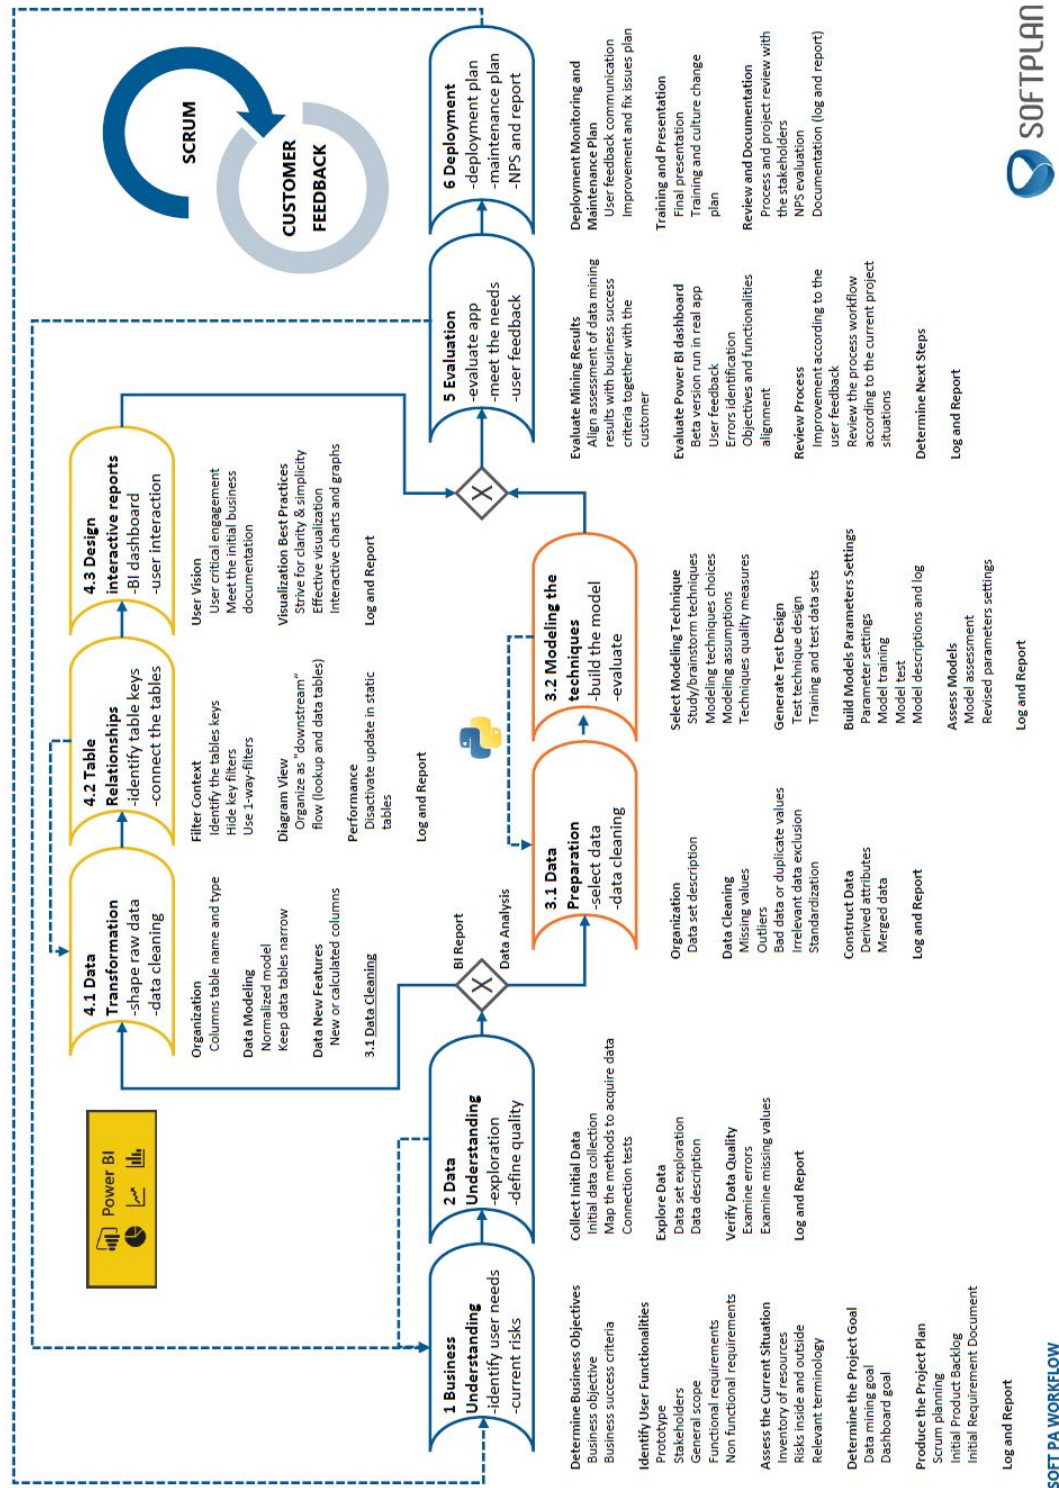 SCRUM
CUSTOMER
FEEDBACK
Power BI
4.1 Data
Transformation
-shape raw data
-data cleaning
Organization
Columns table name and type
Data Modeling
Normalized model
Keep data tables narrow
Data New Features
New or calculated columns
3.1 Data Cleaning
4.2 Table
Relationships
-identify table keys
-connect the tables
Filter Context
Identify the tables keys
Hide key filters
Use 1-way-filters
Diagram View
Organize as "downstream"
flow (lookup and data tables)
Performance
Disactivate update in static
tables
Log and Report
4.3 Design
interactive reports
-BI dashboard
-user interaction
User Vision
User critical engagement
Meet the initial business
documentation
Visualization Best Practices
Strive for clarity & simplicity
Effective visualization
Interactive charts and graphs
Log and Report
1 Business
Understanding
-identify user needs
-current risks
Determine Business Objectives
Business objective
Business success criteria
Identify User Functionalities
Prototype
Stakeholders
General scope
Functional requirements
Non functional requirements
Assess the Current Situation
Inventory of resources
Risks inside and outside
Relevant terminology
Determine the Project Goal
Data mining goal
Dashboard goal
Produce the Project Plan
Scrum planning
Initial Product Backlog
Initial Requirement Document
Log and Report
2 Data
Understanding
-exploration
-define quality
Collect Initial Data
Initial data collection
Map the methods to acquire data
Connection tests
Explore Data
Data set exploration
Data description
Verify Data Quality
Examine errors
Examine missing values
Log and Report
BI Report
X
Data Analysis
3.1 Data
Preparation
-select data
-data cleaning
Organization
Data set description
Data Cleaning
Missing values
Outliers
Bad data or duplicate values
Irrelevant data exclusion
Standardization
Construct Data
Derived attributes
Merged data
Log and Report
3.2 Modeling the
techniques
-build the model
-evaluate
Select Modeling Technique
Study/brainstorm techniques
Modeling techniques choices
Modeling assumptions
Techniques quality measures
Generate Test Design
Test technique design
Training and test data sets
Build Models Parameters Settings
Parameter settings
Model training
Model test
Model descriptions and log
Assess Models
Model assessment
Revised parameters settings
Log and Report
X
5 Evaluation
-evaluate app
-meet the needs
-user feedback
Evaluate Mining Results
Align assessment of data mining
results with business success
criteria together with the
customer
Evaluate Power BI dashboard
Beta version run in real app
User feedback
Errors identification
Objectives and functionalities
alignment
Review Process
Improvement according to the
user feedback
Review the process workflow
according to the current project
situations
Determine Next Steps
Log and Report
6 Deployment
-deployment plan
-maintenance plan
-NPS and report
Deployment Monitoring and
Maintenance Plan
User feedback communication
Improvement and fix issues plan
Training and Presentation
Final presentation
Training and culture change
plan
Review and Documentation
Process and project review with
the stakeholders
NPS evaluation
Documentation (log and report)
SOFT PA WORKFLOW
SOFTPLAN